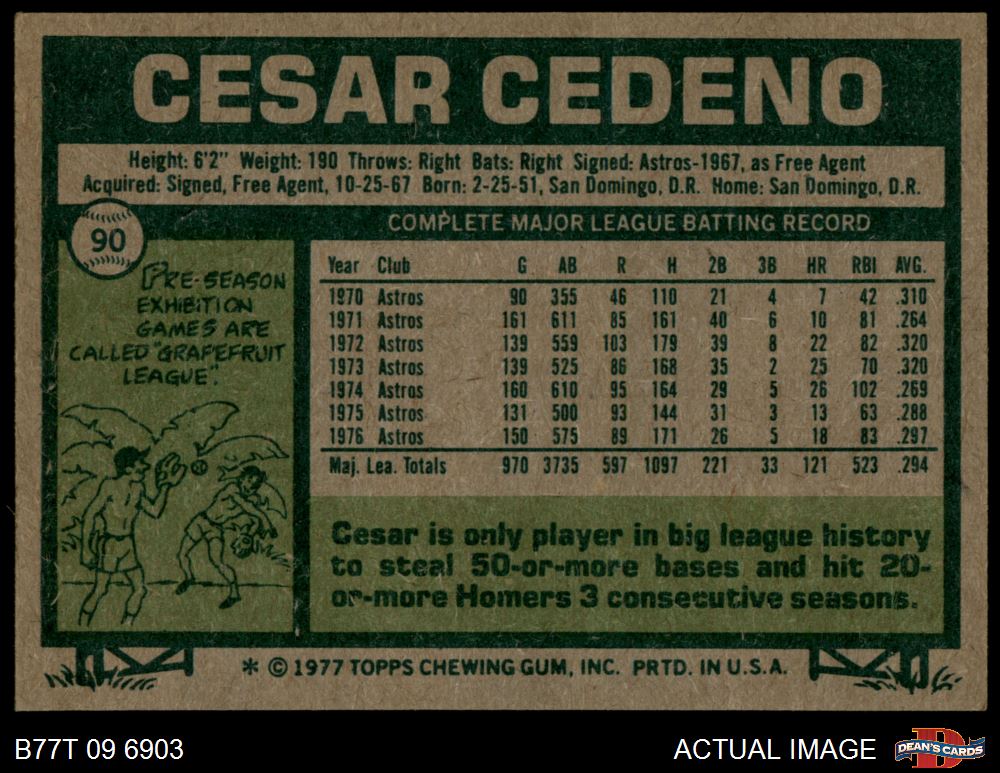 CESAR CEDENO
Height: 6'2" Weight: 190 Throws: Right Bats: Right Signed: Astros-1967, as Free Agent
Acquired: Signed, Free Agent, 10-25-67 Born: 2-25-51, San Domingo, D.R. Home: San Domingo, D.R.
90
COMPLETE MAJOR LEAGUE BATTING RECORD
PRE-SEASON
EXHIBITION
GAMES ARE
CALLED "GRAPEFRUIT
LEAGUE".
Year Club G AB R H 2B 3B HR RBI AVG.
1970 Astros 90 355 46 110 21 4 7 42 .310
1971 Astros 161 611 85 161 40 6 10 81 .264
1972 Astros 139 559 103 179 39 8 22 82 .320
1973 Astros 139 525 86 168 35 2 25 70 .320
1974 Astros 160 610 95 164 29 5 26 102 .269
1975 Astros 131 500 93 144 31 3 13 63 .288
1976 Astros 150 575 89 171 26 5 18 83 .297
Maj. Lea. Totals 970 3735 597 1097 221 33 121 523 .294
Cesar is only player in big league history
to steal 50-or-more bases and hit 20-
or-more Homers 3 consecutive seasons.
* © 1977 TOPPS CHEWING GUM, INC. PRTD. IN U.S.A.
B77T 09 6903
ACTUAL IMAGE
D
DEAN'S CARDS